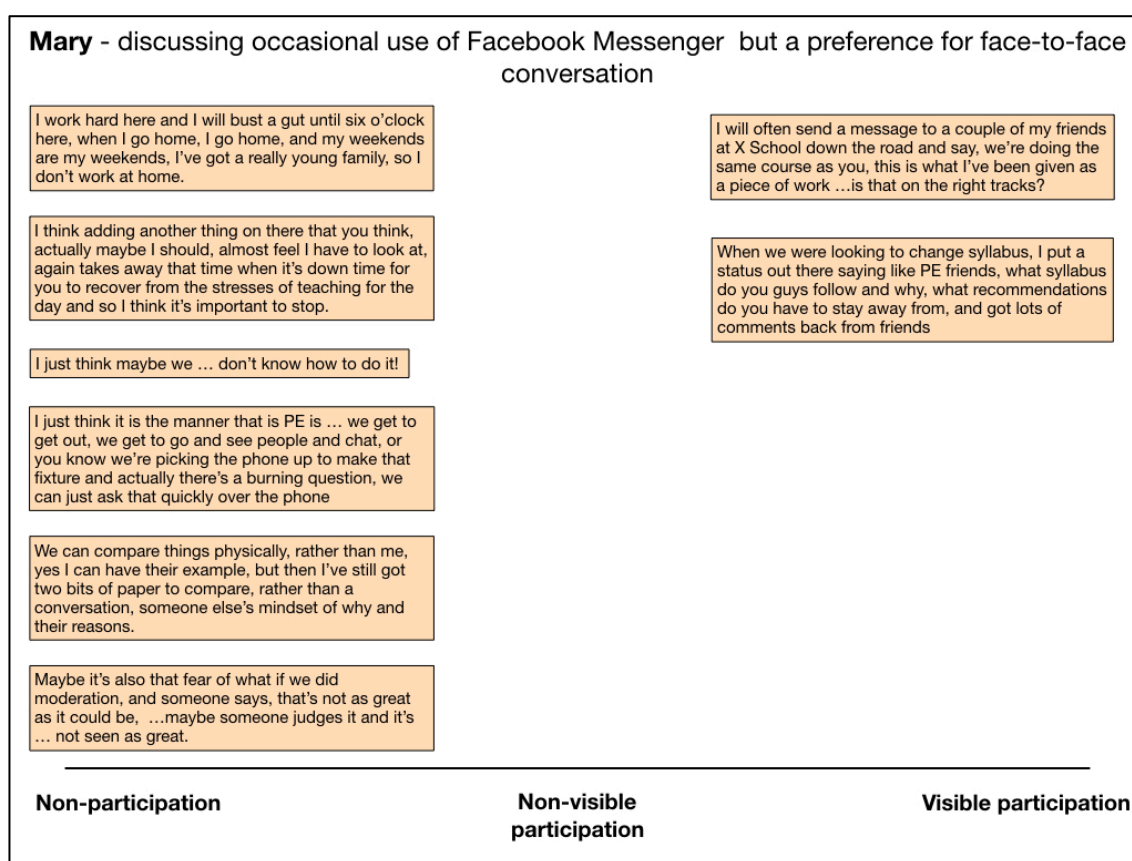 Mary - discussing occasional use of Facebook Messenger but a preference for face-to-face
conversation
I work hard here and I will bust a gut until six o'clock
here, when I go home, I go home, and my weekends
are my weekends, I've got a really young family, so I
don't work at home.
I think adding another thing on there that you think,
actually maybe I should, almost feel I have to look at,
again takes away that time when it's down time for
you to recover from the stresses of teaching for the
day and so I think it's important to stop.
I just think maybe we … don't know how to do it!
I just think it is the manner that is PE is … we get to
get out, we get to go and see people and chat, or
you know we're picking the phone up to make that
fixture and actually there's a burning question, we
can just ask that quickly over the phone
We can compare things physically, rather than me,
yes I can have their example, but then I've still got
two bits of paper to compare, rather than a
conversation, someone else's mindset of why and
their reasons.
Maybe it's also that fear of what if we did
moderation, and someone says, that's not as great
as it could be, …maybe someone judges it and it's
… not seen as great.
I will often send a message to a couple of my friends
at X School down the road and say, we're doing the
same course as you, this is what I've been given as
a piece of work …is that on the right tracks?
When we were looking to change syllabus, I put a
status out there saying like PE friends, what syllabus
do you guys follow and why, what recommendations
do you have to stay away from, and got lots of
comments back from friends
Non-participation
Non-visible
participation
Visible participation